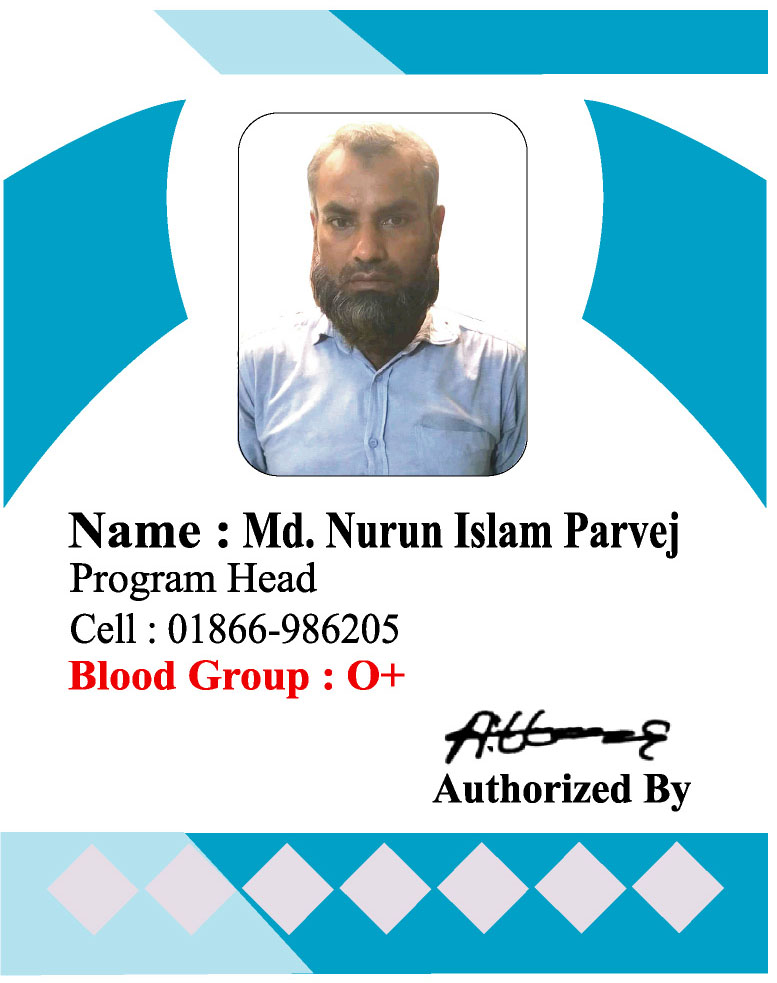 Name : Md. Nurun Islam Parvej
Program Head
Cell : 01866-986205
Blood Group : O+
Authorized By